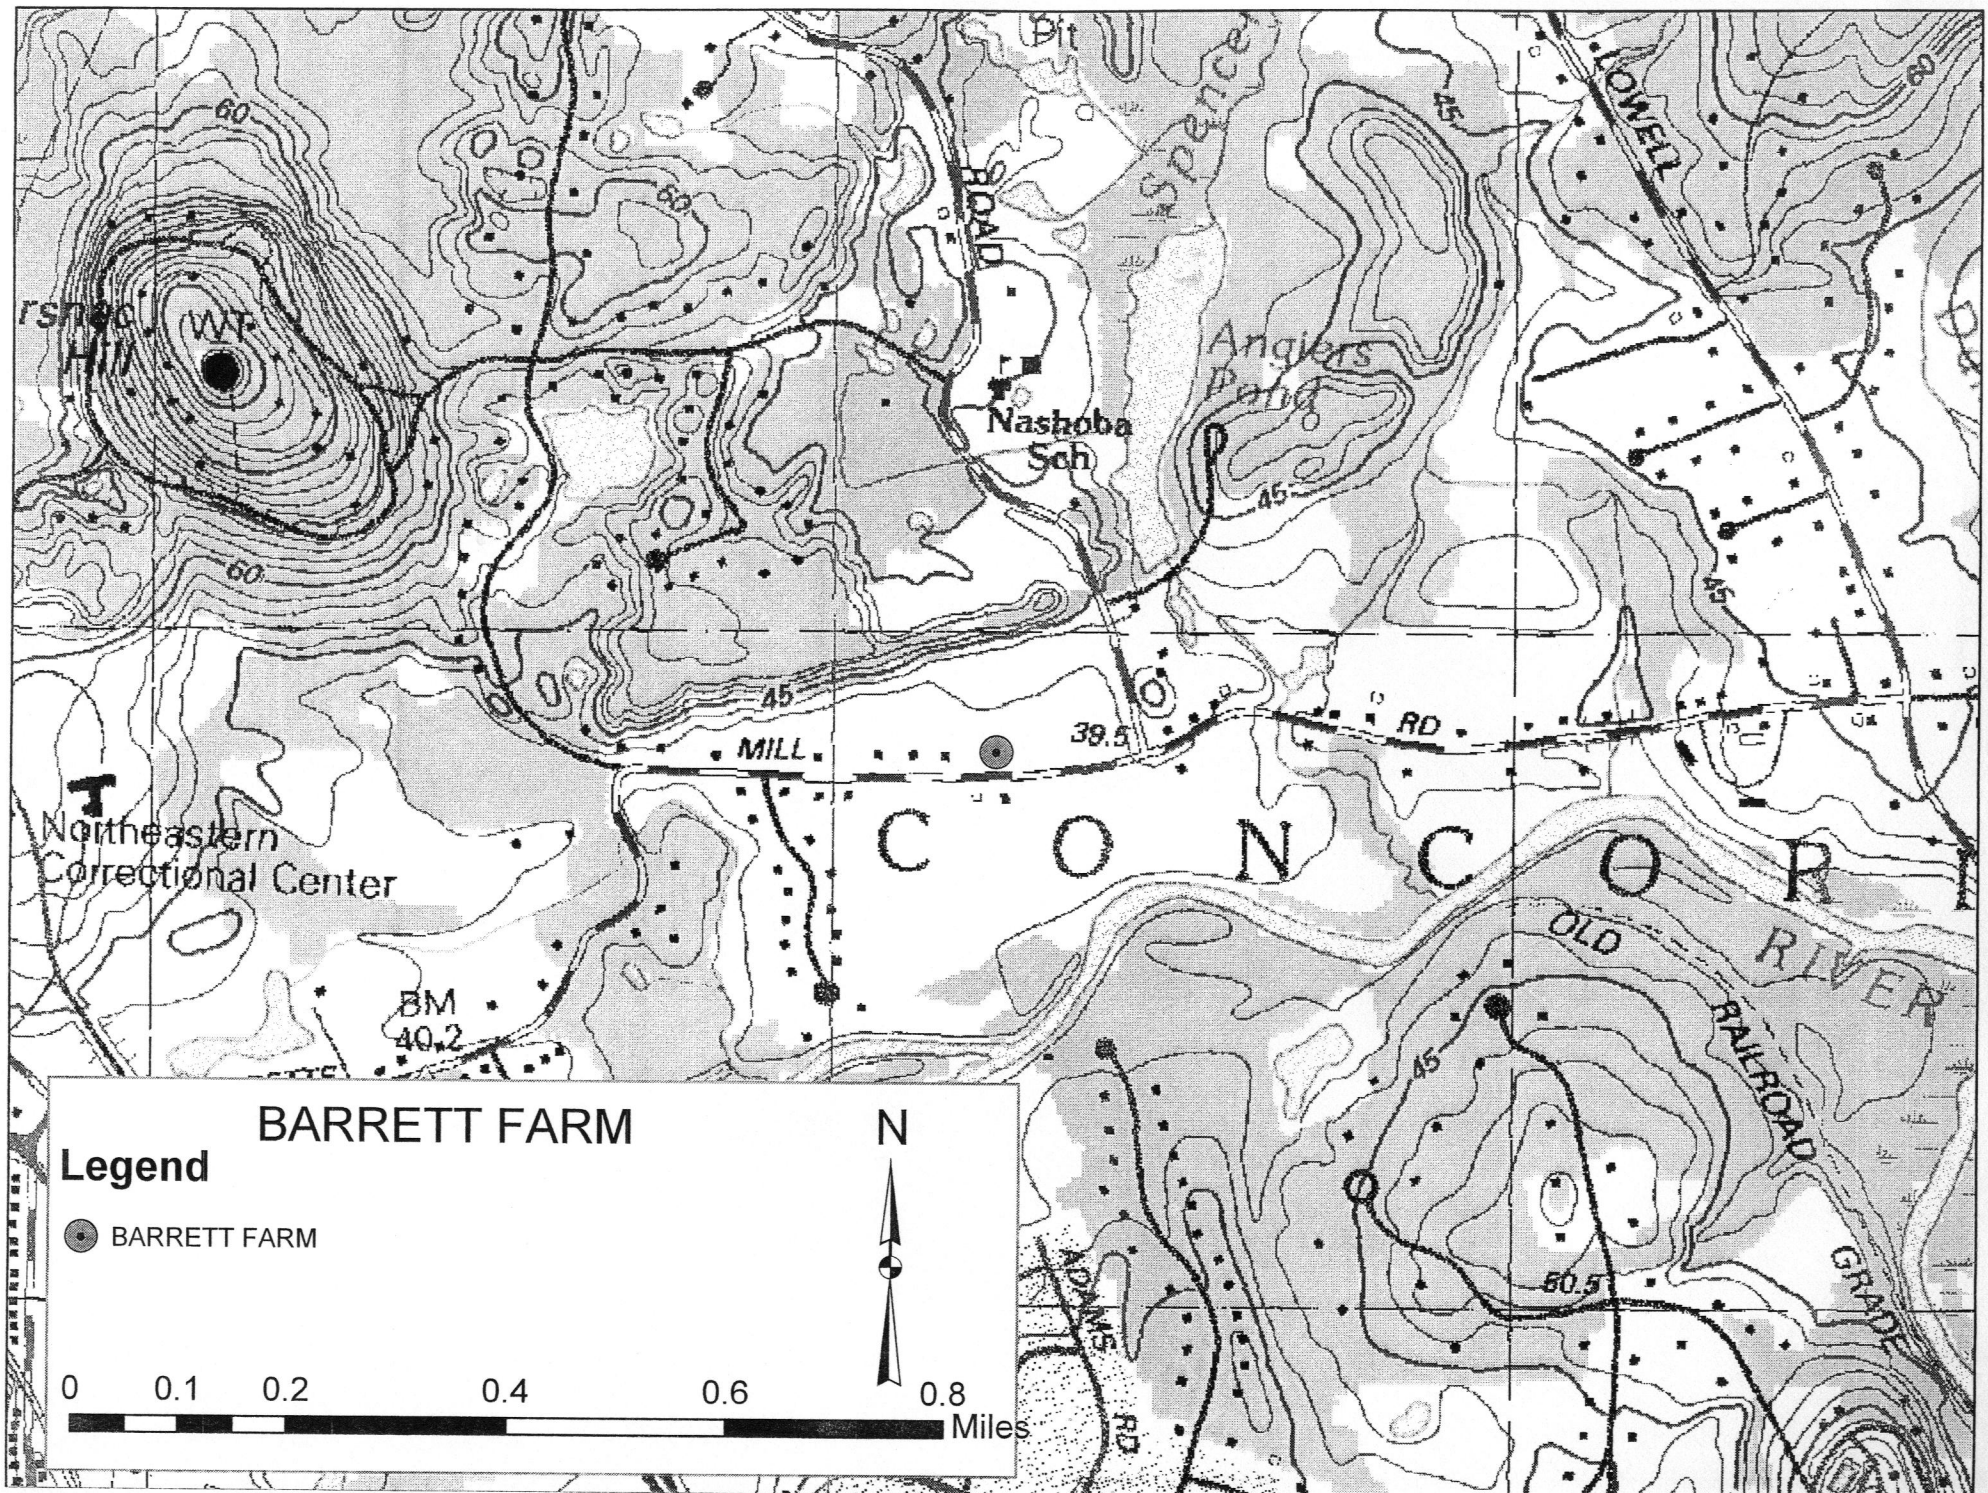 Pit
60
LOWELL
60
45
Spencer
ROAD
60
rsnac
Hill
WT
Angiers
Pond
Nashoba
Sch
45
60
45
45
MILL
39.5
RD
CONCOR
Northeastern
Correctional Center
OLD
RIVER
BM
40.2
45
RAILROAD
BARRETT FARM
N
Legend
BARRETT FARM
0 0.1 0.2 0.4 0.6 0.8
Miles
ADAMS
RD
50.5
GRADE